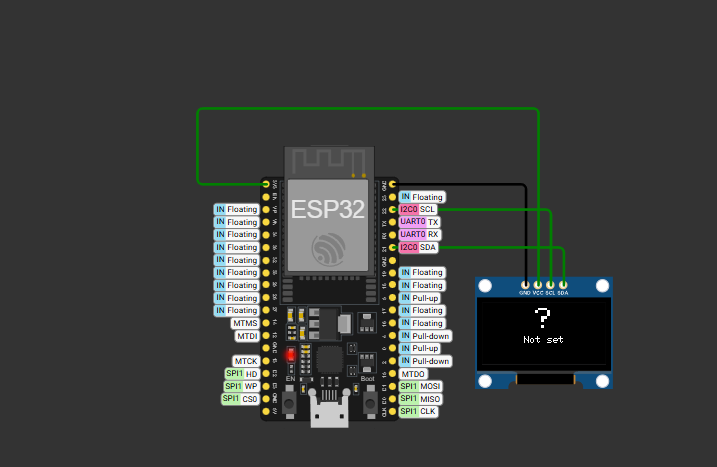 ESP32
IN Floating
IN Floating
IN Floating
IN Floating
IN Floating
IN Floating
IN Floating
IN Floating
IN Floating
MTMS
MTDI
MTCK
SPI1 HD
SPI1 WP
SPI1 CS0
3V3
EN
GND
IN Floating
I2C0 SCL
UART0 TX
UART0 RX
I2C0 SDA
IN Floating
IN Floating
IN Pull-up
IN Floating
IN Floating
IN Pull-down
IN Pull-up
IN Pull-down
MTDO
SPI1 MOSI
SPI1 MISO
SPI1 CLK
EN
Boot
GND VCC SCL SDA
?
Not set